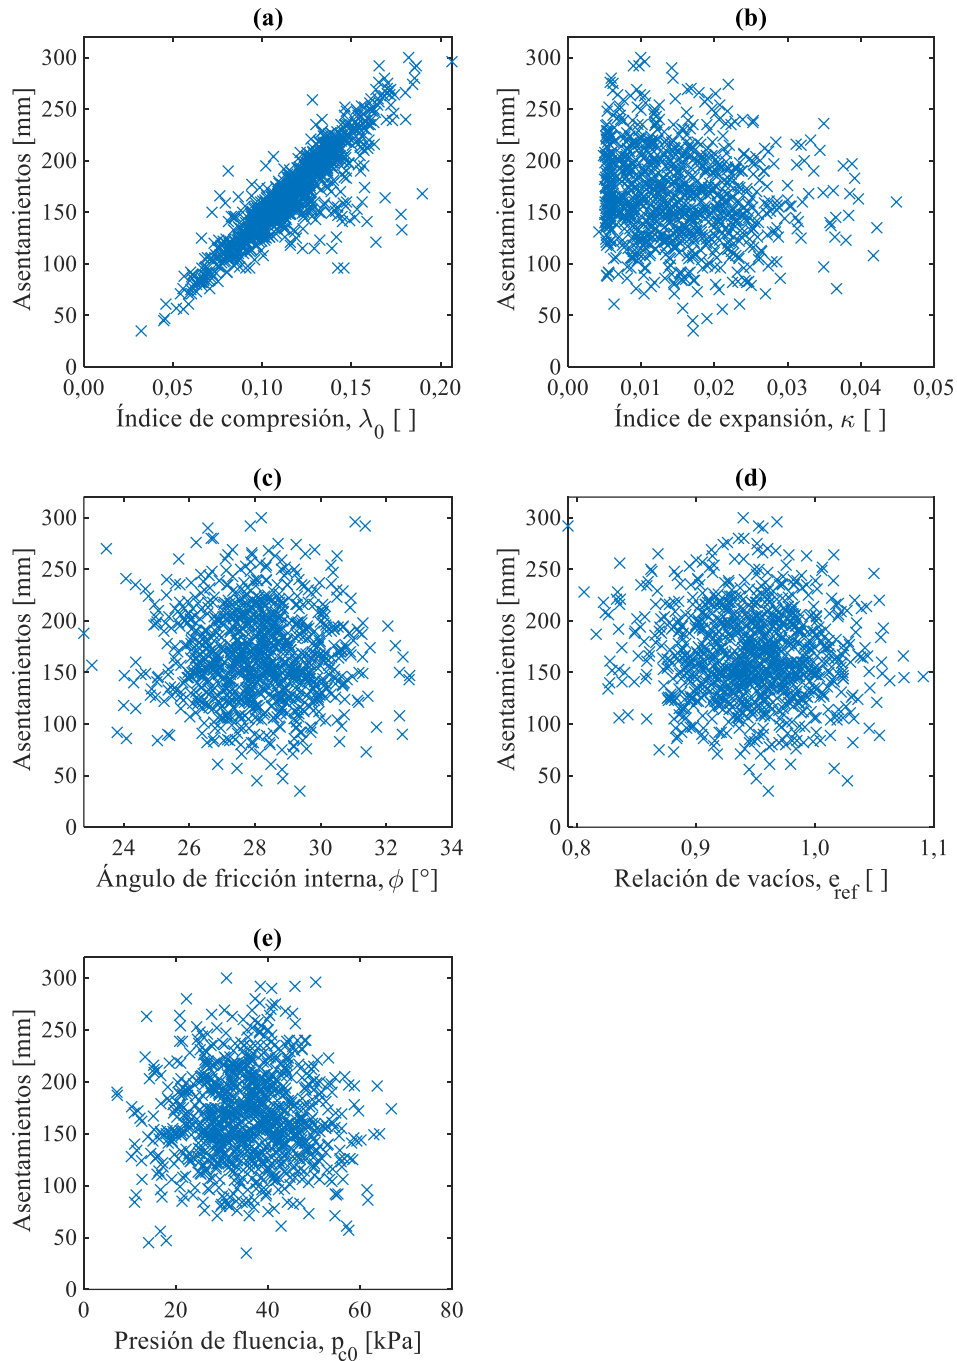 (a)
300
250
200
150
100
50
0
Asentamientos [mm]
0,00 0,05 0,10 0,15 0,20
Índice de compresión, λ0 [ ]
(b)
300
250
200
150
100
50
0
Asentamientos [mm]
0,00 0,01 0,02 0,03 0,04 0,05
Índice de expansión, κ [ ]
(c)
300
250
200
150
100
50
0
Asentamientos [mm]
24 26 28 30 32 34
Ángulo de fricción interna, ϕ [°]
(d)
300
250
200
150
100
50
0
Asentamientos [mm]
0,8 0,9 1,0 1,1
Relación de vacíos, eref [ ]
(e)
300
250
200
150
100
50
0
Asentamientos [mm]
0 20 40 60 80
Presión de fluencia, pc0 [kPa]